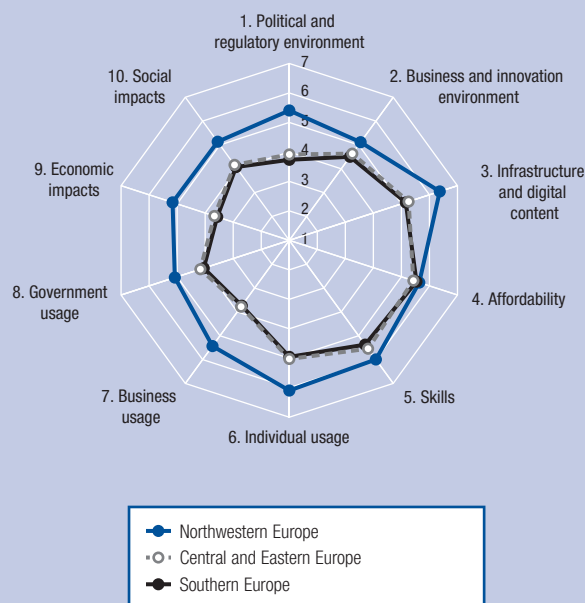 1. Political and
regulatory environment
10. Social
impacts
2. Business and innovation
environment
9. Economic
impacts
3. Infrastructure
and digital
content
8. Government
usage
4. Affordability
7. Business
usage
5. Skills
6. Individual usage
7
6
5
4
3
2
1
Northwestern Europe
Central and Eastern Europe
Southern Europe